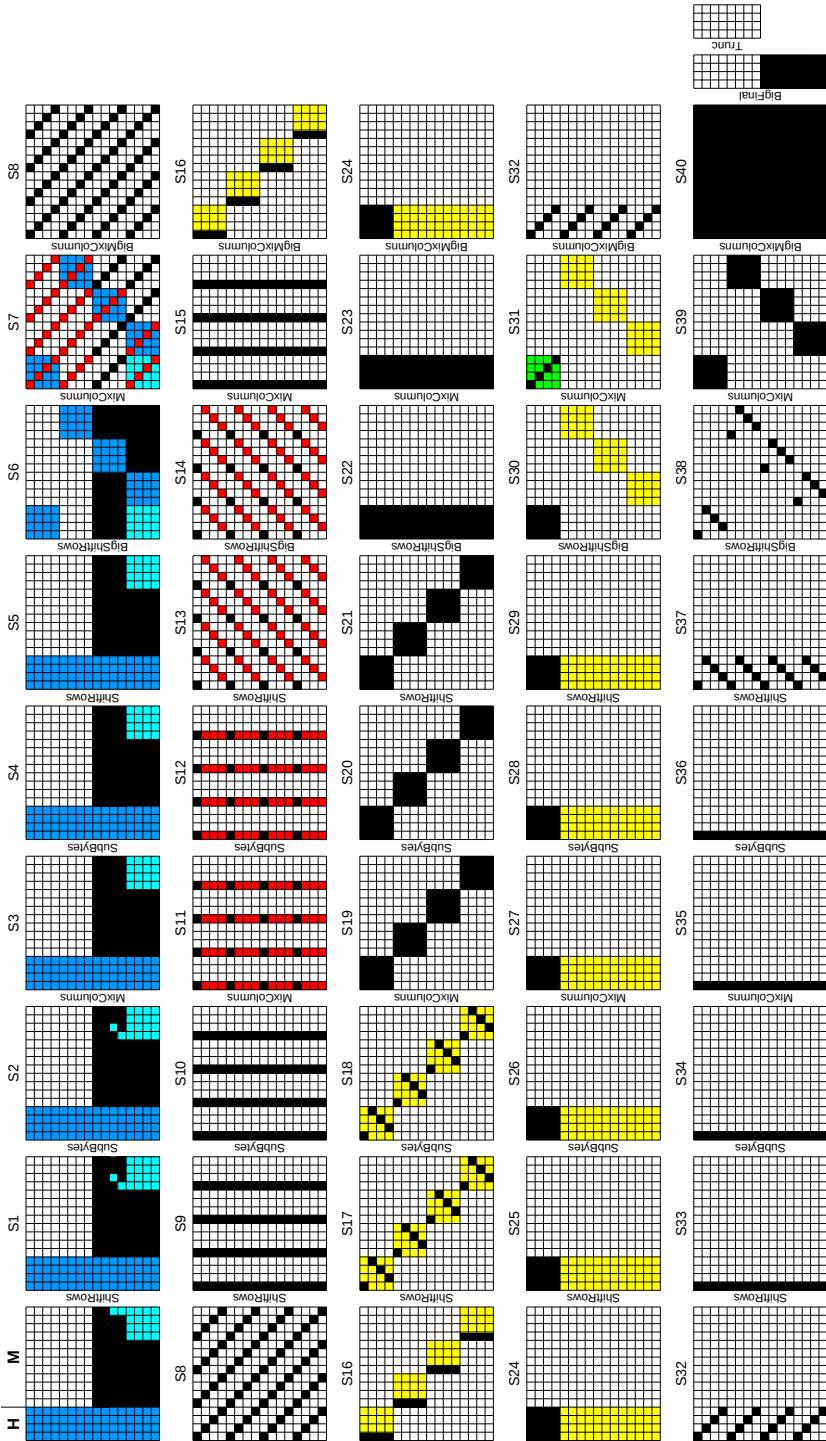 H
M
ShiftRows
S1
SubBytes
S2
MixColumns
S3
SubBytes
S4
ShiftRows
S5
BigShiftRows
S6
MixColumns
S7
BigMixColumns
S8
S8
ShiftRows
S9
SubBytes
S10
MixColumns
S11
SubBytes
S12
ShiftRows
S13
BigShiftRows
S14
MixColumns
S15
BigMixColumns
S16
S16
ShiftRows
S17
SubBytes
S18
MixColumns
S19
SubBytes
S20
ShiftRows
S21
BigShiftRows
S22
MixColumns
S23
BigMixColumns
S24
S24
ShiftRows
S25
SubBytes
S26
MixColumns
S27
SubBytes
S28
ShiftRows
S29
BigShiftRows
S30
MixColumns
S31
BigMixColumns
S32
S32
ShiftRows
S33
SubBytes
S34
MixColumns
S35
SubBytes
S36
ShiftRows
S37
BigShiftRows
S38
MixColumns
S39
BigMixColumns
S40
BigFinal
Trunc